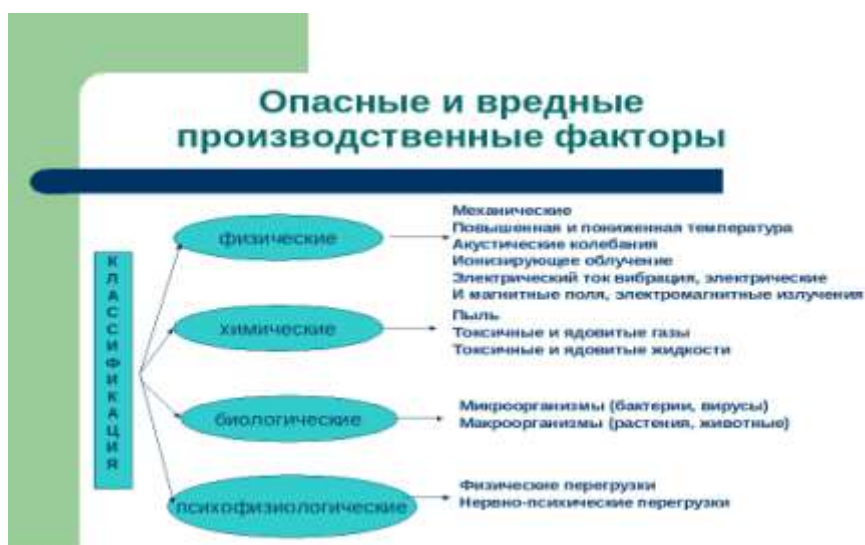 Опасные и вредные
производственные факторы
КЛАССИФИКАЦИЯ
физические
Механические
Повышенная и пониженная температура
Акустические колебания
Ионизирующее облучение
Электрический ток вибрация, электрические
И магнитные поля, электромагнитные излучения
химические
Пыль
Токсичные и ядовитые газы
Токсичные и ядовитые жидкости
биологические
Микроорганизмы (бактерии, вирусы)
Макроорганизмы (растения, животные)
психофизиологические
Физические перегрузки
Нервно-психические перегрузки